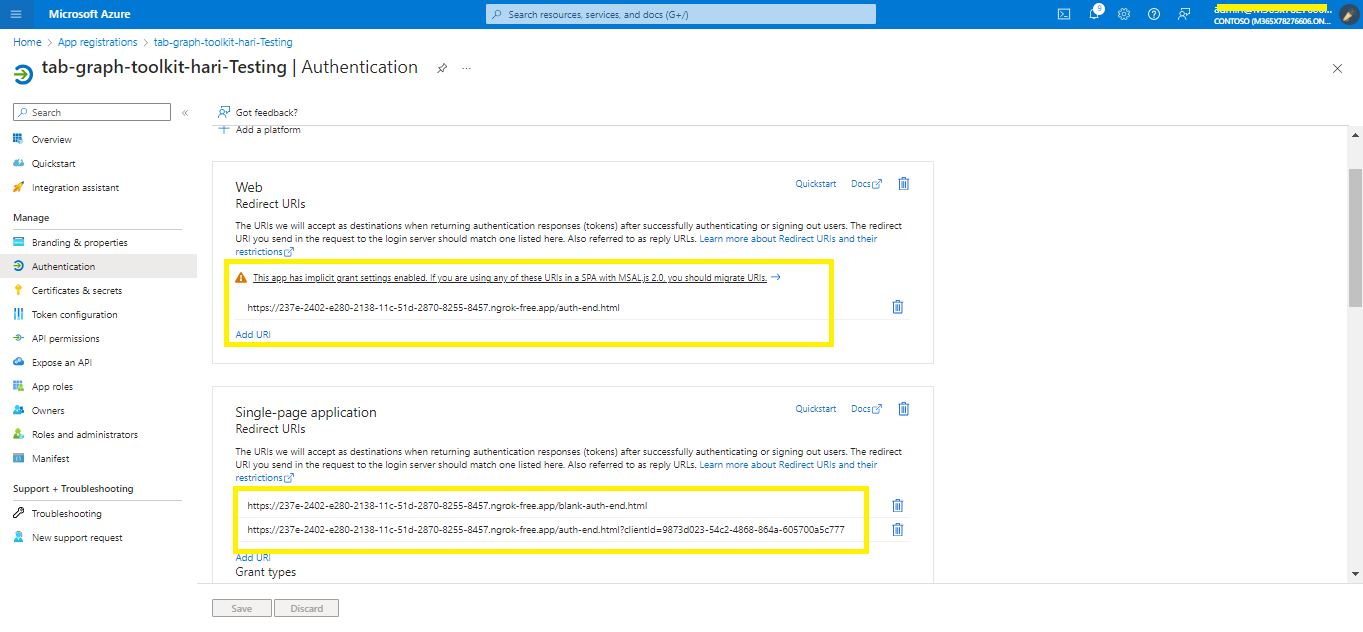 Microsoft Azure
Search resources, services, and docs (G+/)
9
CONTOSO (M365X78276606.ON...
Home > App registrations > tab-graph-toolkit-hari-Testing
tab-graph-toolkit-hari-Testing | Authentication
...
Search
«
Overview
Quickstart
Integration assistant
Manage
Branding & properties
Authentication
Certificates & secrets
Token configuration
API permissions
Expose an API
App roles
Owners
Roles and administrators
Manifest
Support + Troubleshooting
Troubleshooting
New support request
Got feedback?
Add a platform
Web
Quickstart Docs
Redirect URIs
The URIs we will accept as destinations when returning authentication responses (tokens) after successfully authenticating or signing out users. The redirect
URI you send in the request to the login server should match one listed here. Also referred to as reply URLs. Learn more about Redirect URIs and their
restrictions
This app has implicit grant settings enabled. If you are using any of these URIs in a SPA with MSAL.js 2.0, you should migrate URIs. →
https://237e-2402-e280-2138-11c-51d-2870-8255-8457.ngrok-free.app/auth-end.html
Add URI
Single-page application
Quickstart Docs
Redirect URIs
The URIs we will accept as destinations when returning authentication responses (tokens) after successfully authenticating or signing out users. The redirect
URI you send in the request to the login server should match one listed here. Also referred to as reply URLs. Learn more about Redirect URIs and their
restrictions
https://237e-2402-e280-2138-11c-51d-2870-8255-8457.ngrok-free.app/blank-auth-end.html
https://237e-2402-e280-2138-11c-51d-2870-8255-8457.ngrok-free.app/auth-end.html?clientId=9873d023-54c2-4868-864a-605700a5c777
Add URI
Grant types
Save
Discard